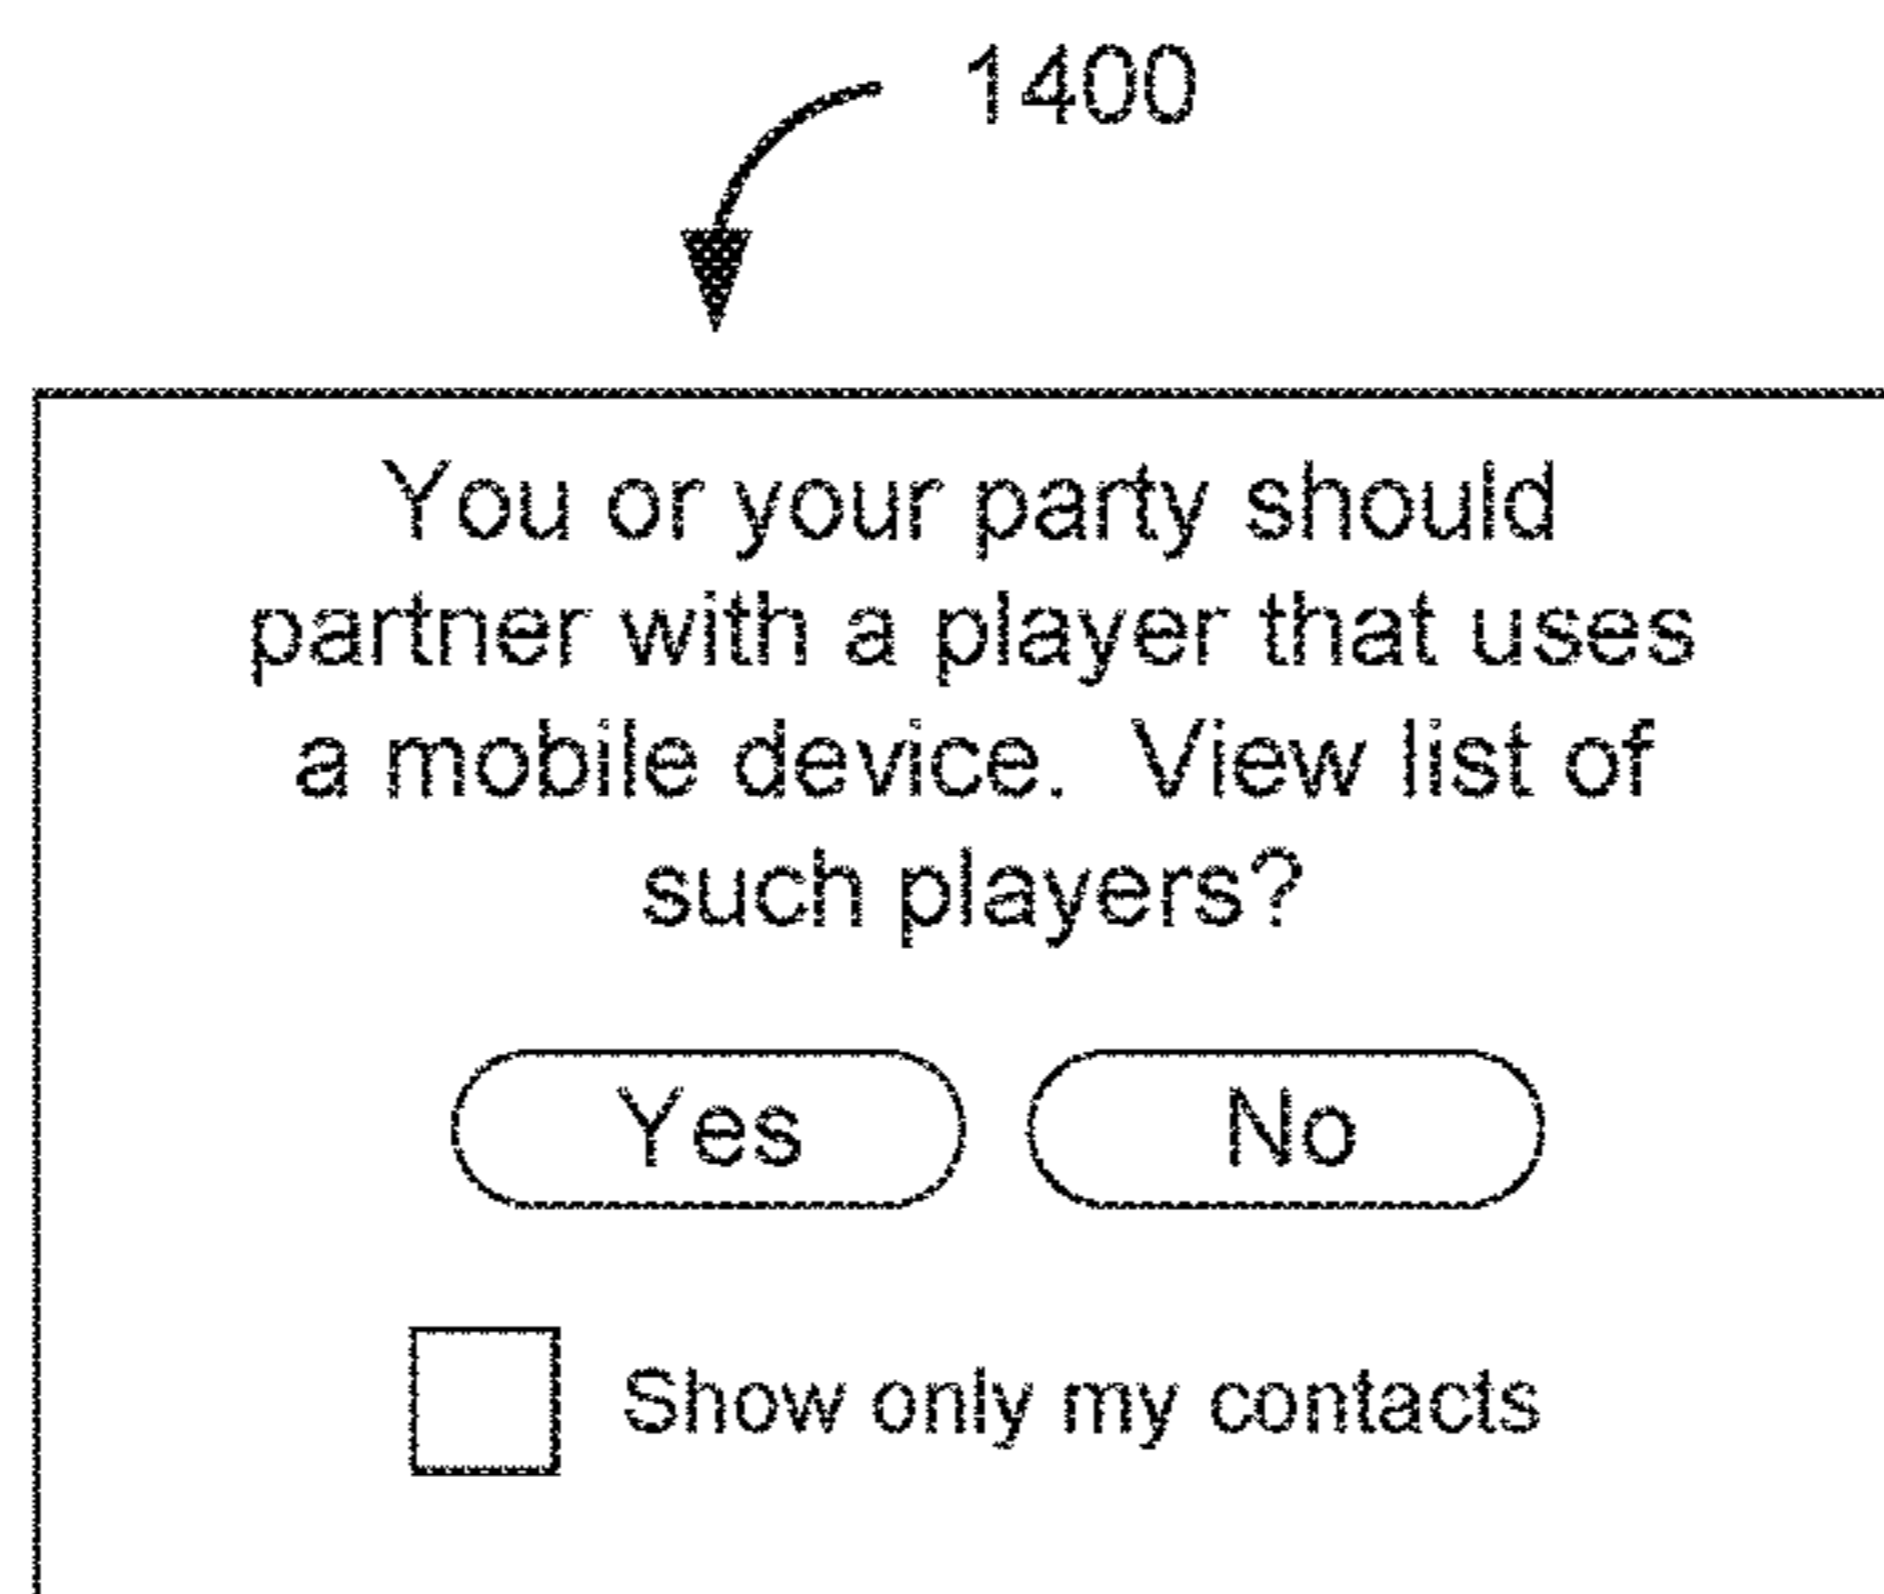 1400
You or your party should
partner with a player that uses
a mobile device.  View list of
such players?
Yes No
Show only my contacts